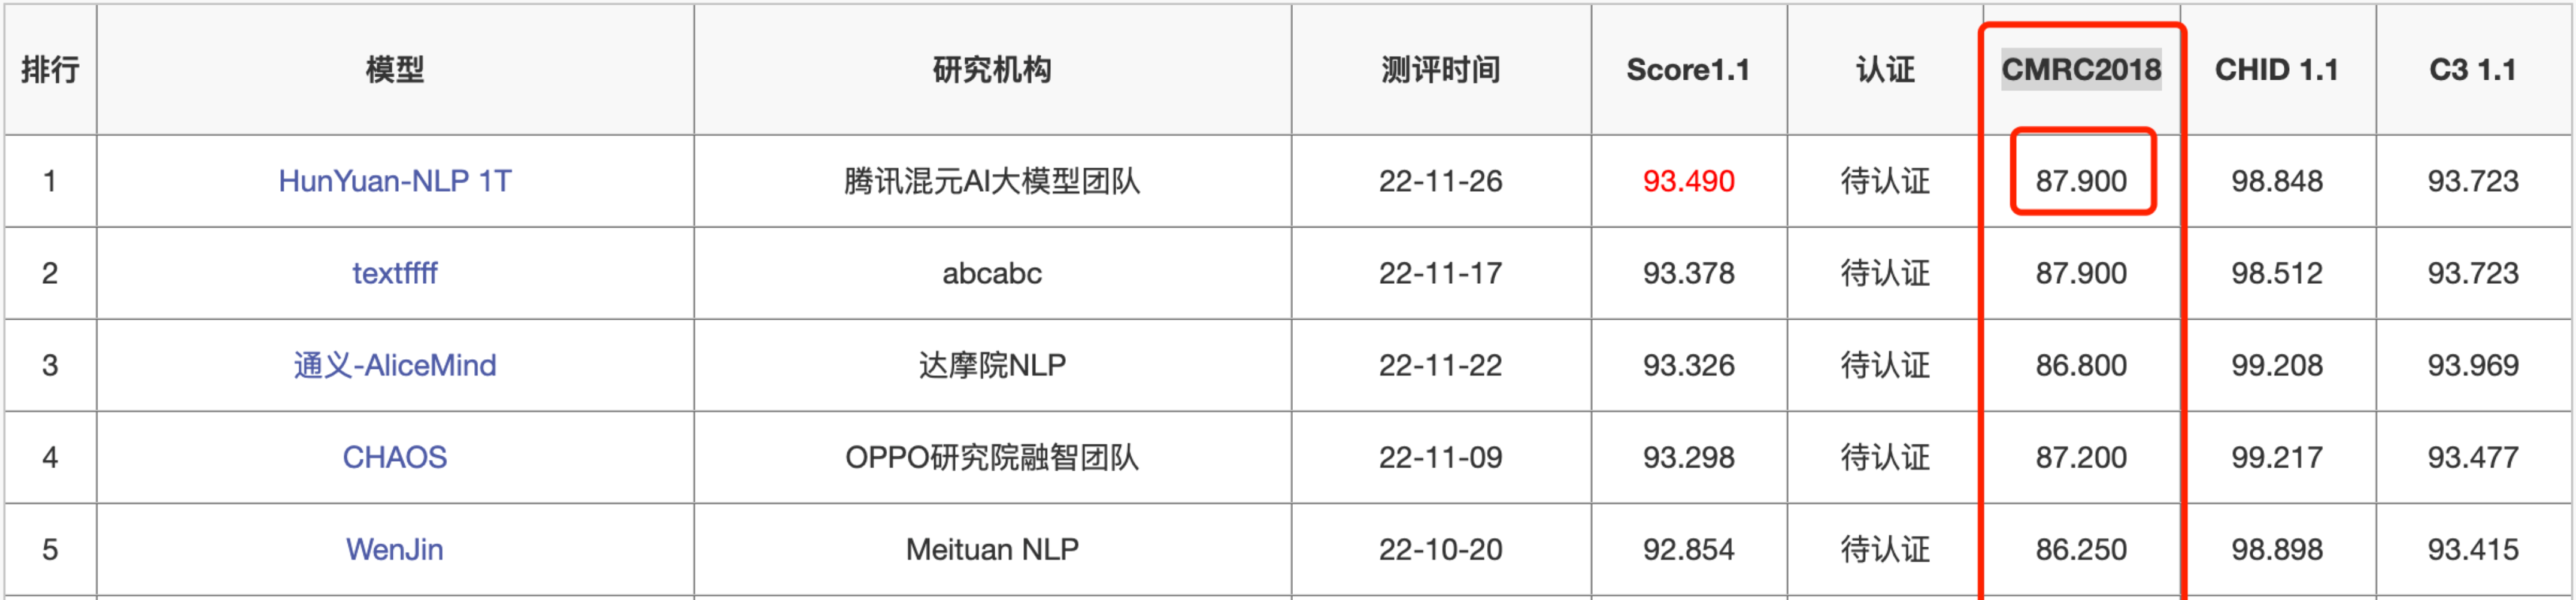 排行 模型 研究机构 测评时间 Score1.1 认证 CMRC2018 CHID 1.1 C3 1.1
1 HunYuan-NLP 1T 腾讯混元AI大模型团队 22-11-26 93.490 待认证 87.900 98.848 93.723
2 textffff abcabc 22-11-17 93.378 待认证 87.900 98.512 93.723
3 通义-AliceMind 达摩院NLP 22-11-22 93.326 待认证 86.800 99.208 93.969
4 CHAOS OPPO研究院融智团队 22-11-09 93.298 待认证 87.200 99.217 93.477
5 WenJin Meituan NLP 22-10-20 92.854 待认证 86.250 98.898 93.415